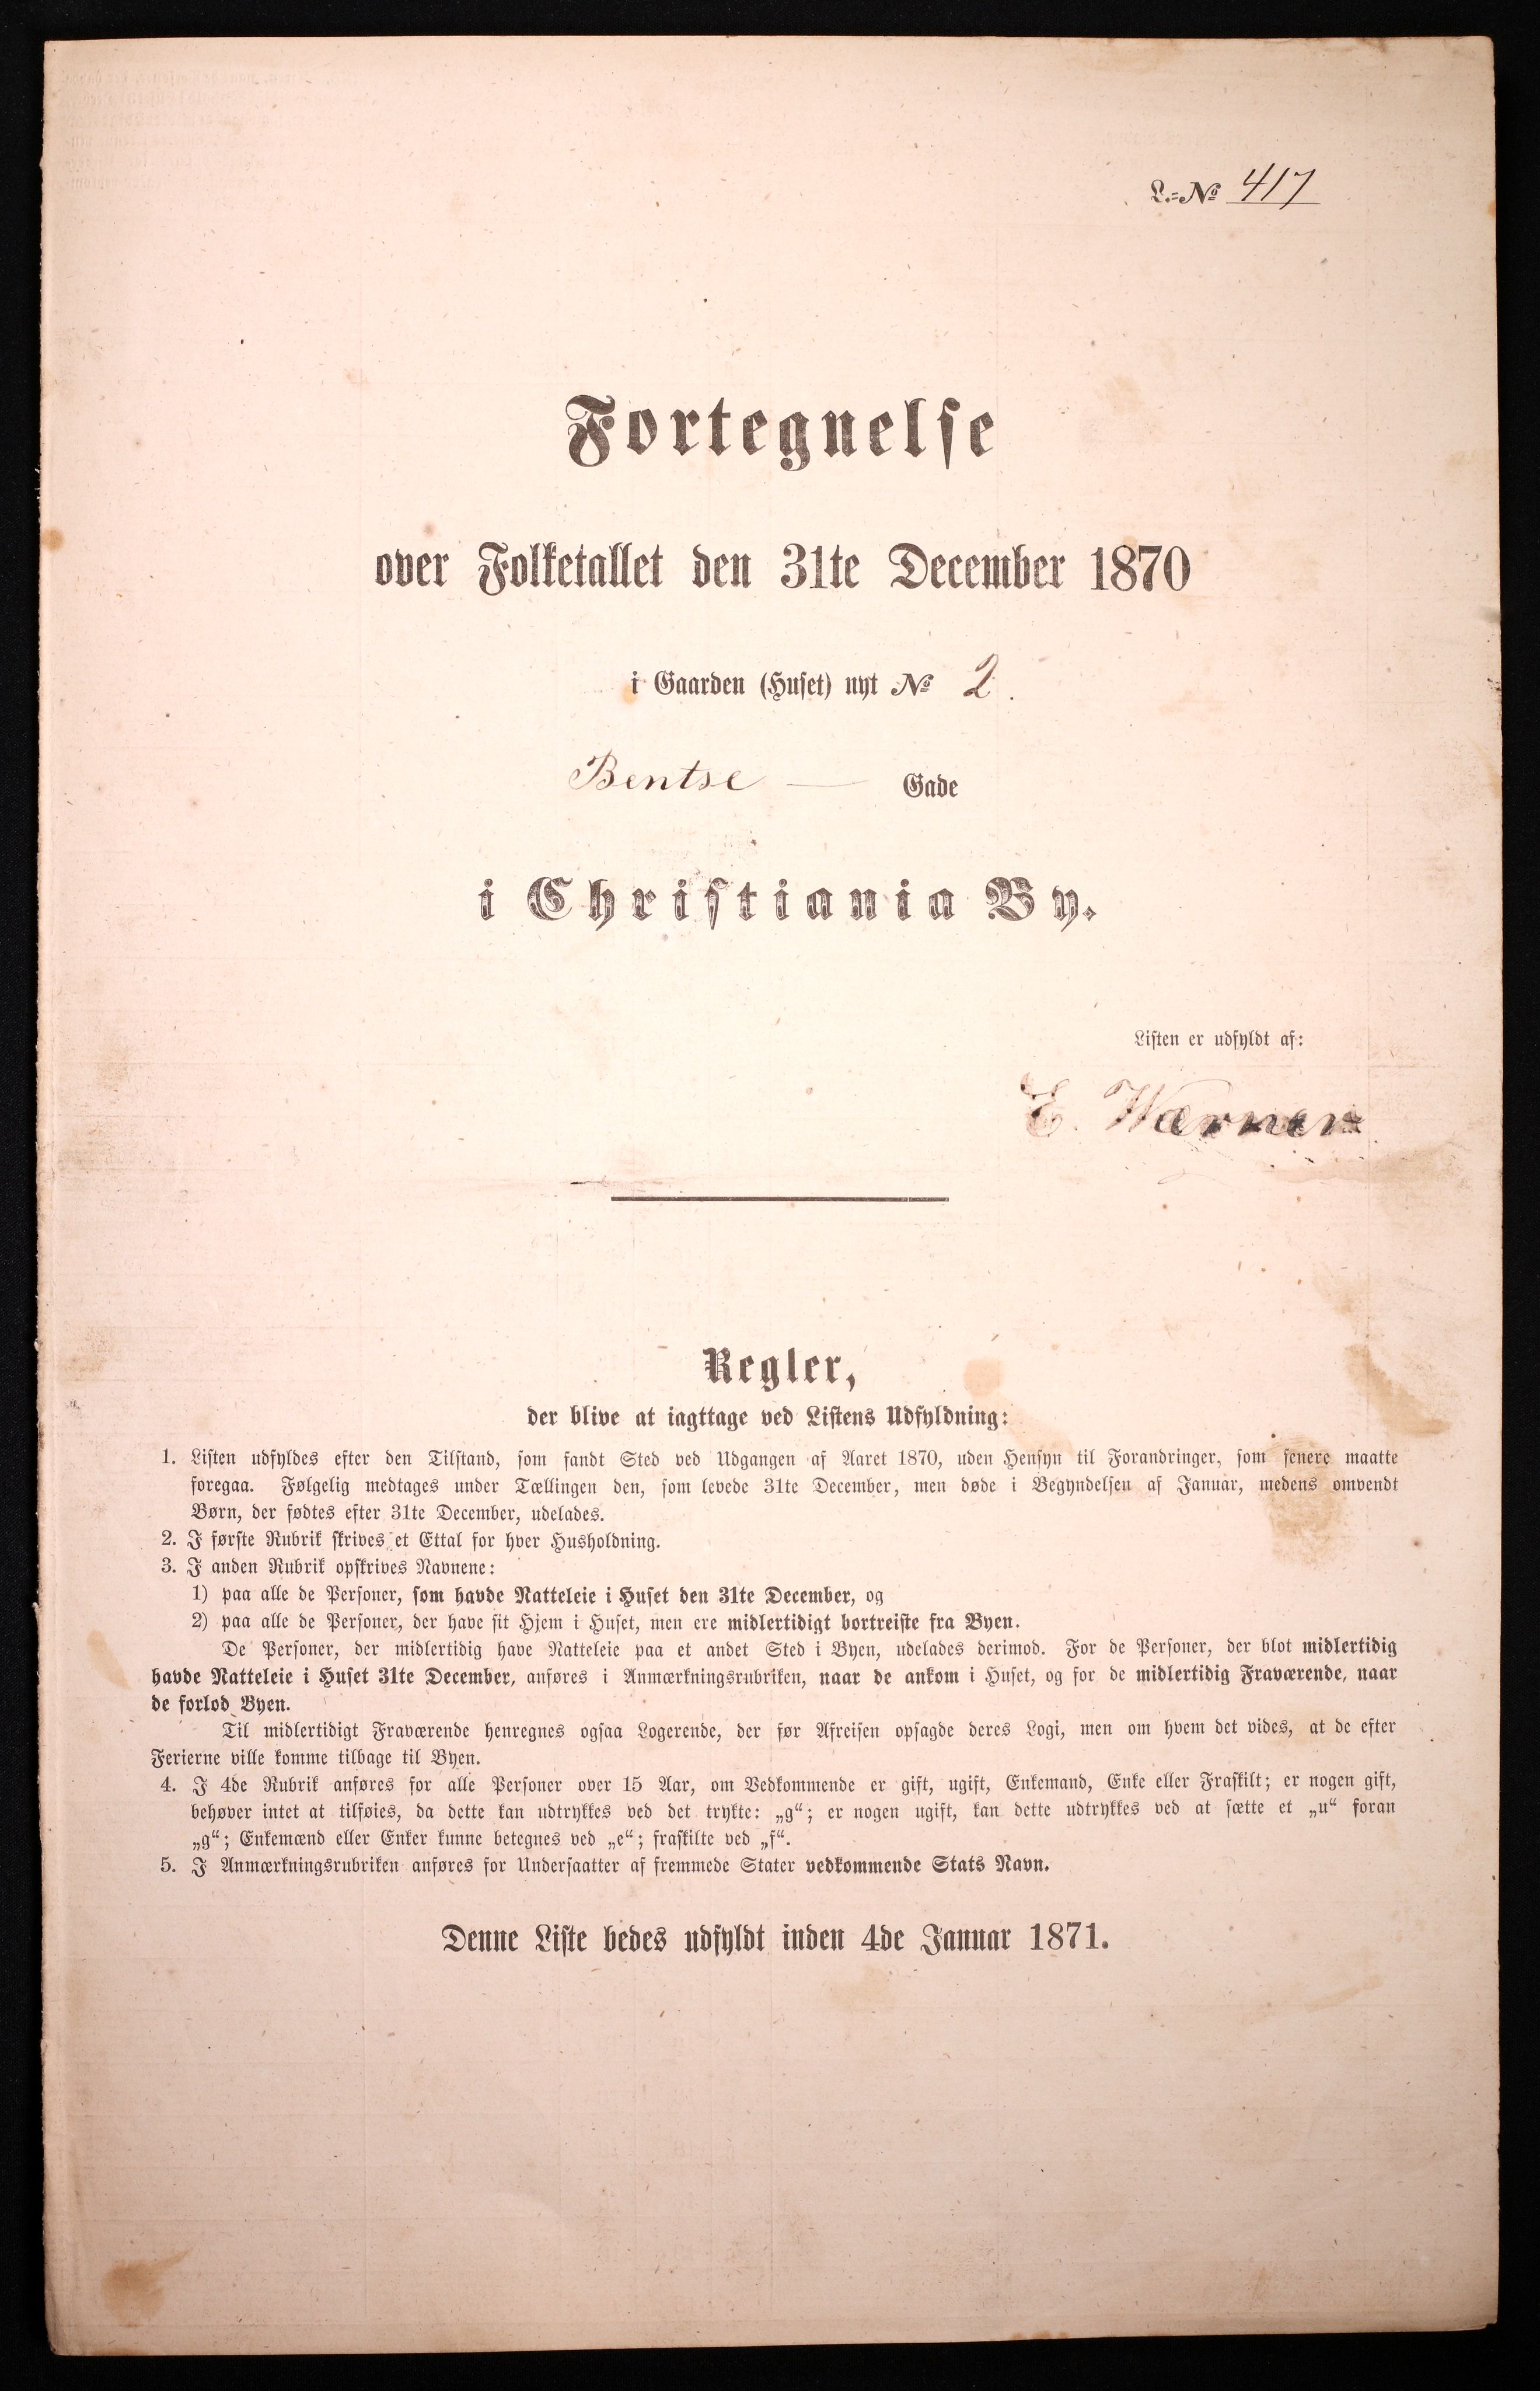 L.-№ 417
Fortegnelse
over Folketallet den 31te December 1870
i Gaarden (Huset) nyt № 2.
Bentse — Gade
i Christiania By.
Listen er udfyldt af:
E. Wærner
Regler,
der blive at iagttage ved Listens Udfyldning:
1. Listen udfyldes efter den Tilstand, som fandt Sted ved Udgangen af Aaret 1870, uden Hensyn til Forandringer, som senere maatte
foregaa. Følgelig medtages under Tællingen den, som levede 31te December, men døde i Begyndelsen af Januar, medens omvendt
Børn, der fødtes efter 31te December, udelades.
2. I første Rubrik skrives et Ettal for hver Husholdning.
3. I anden Rubrik opskrives Navnene:
1) paa alle de Personer, som havde Natteleie i Huset den 31te December, og
2) paa alle de Personer, der have sit Hjem i Huset, men ere midlertidigt bortreiste fra Byen.
De Personer, der midlertidig have Natteleie paa et andet Sted i Byen, udelades derimod. For de Personer, der blot midlertidig
havde Natteleie i Huset 31te December, anføres i Anmærkningsrubriken, naar de ankom i Huset, og for de midlertidig Fraværende, naar
de forlod Byen.
Til midlertidigt Fraværende henregnes ogsaa Logerende, der før Afreisen opsagde deres Logi, men om hvem det vides, at de efter
Ferierne ville komme tilbage til Byen.
4. I 4de Rubrik anføres for alle Personer over 15 Aar, om Vedkommende er gift, ugift, Enkemand, Enke eller Fraskilt; er nogen gift,
behøver intet at tilføies, da dette kan udtrykkes ved det trykte: „g“; er nogen ugift, kan dette udtrykkes ved at sætte et „u“ foran
„g“; Enkemænd eller Enker kunne betegnes ved „e“; fraskilte ved „f“.
5. I Anmærkningsrubriken anføres for Undersaatter af fremmede Stater vedkommende Stats Navn.
Denne Liste bedes udfyldt inden 4de Januar 1871.